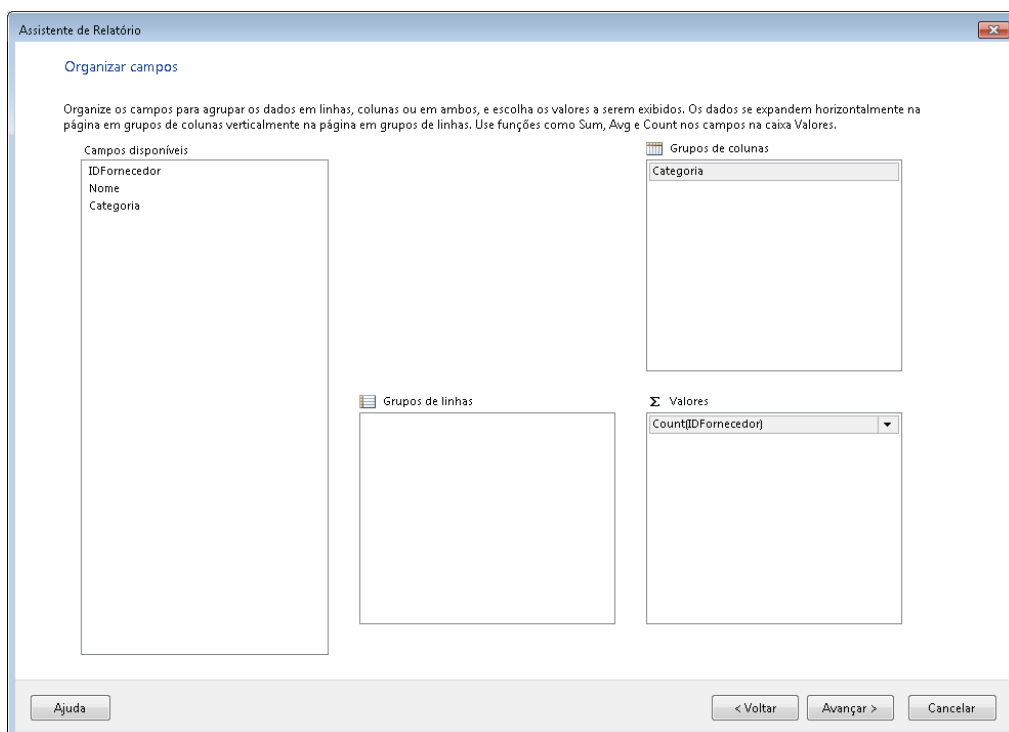 Assistente de Relatório
Organizar campos
Organize os campos para agrupar os dados em linhas, colunas ou em ambos, e escolha os valores a serem exibidos. Os dados se expandem horizontalmente na
página em grupos de colunas verticalmente na página em grupos de linhas. Use funções como Sum, Avg e Count nos campos na caixa Valores.
Campos disponíveis
IDFornecedor
Nome
Categoria
Grupos de colunas
Categoria
Grupos de linhas
Σ Valores
Count(IDFornecedor)
Ajuda
< Voltar
Avançar >
Cancelar